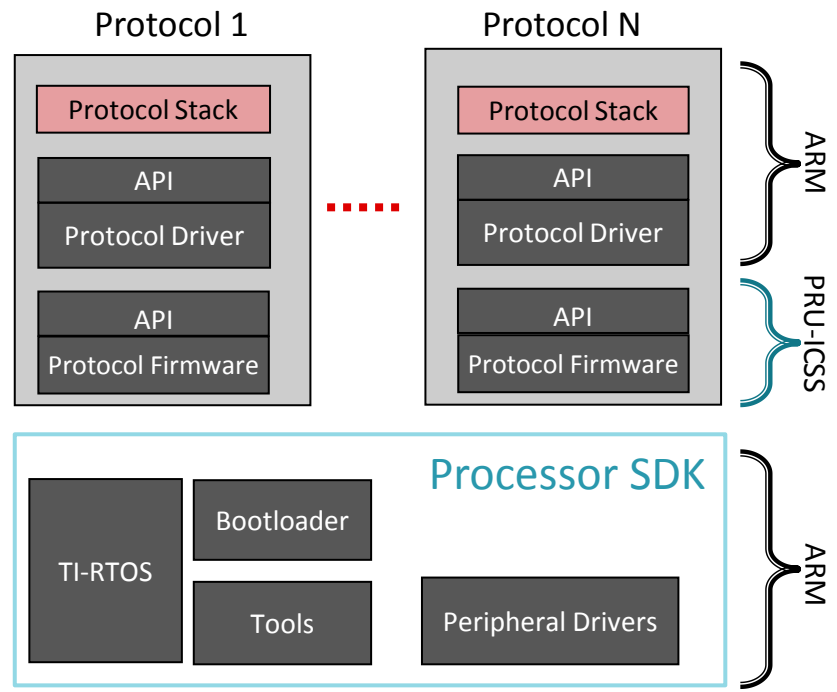 Protocol 1
Protocol N
Protocol Stack
API
Protocol Driver
API
Protocol Firmware
Protocol Stack
API
Protocol Driver
API
Protocol Firmware
ARM
PRU-ICSS
Processor SDK
TI-RTOS
Bootloader
Tools
Peripheral Drivers
ARM